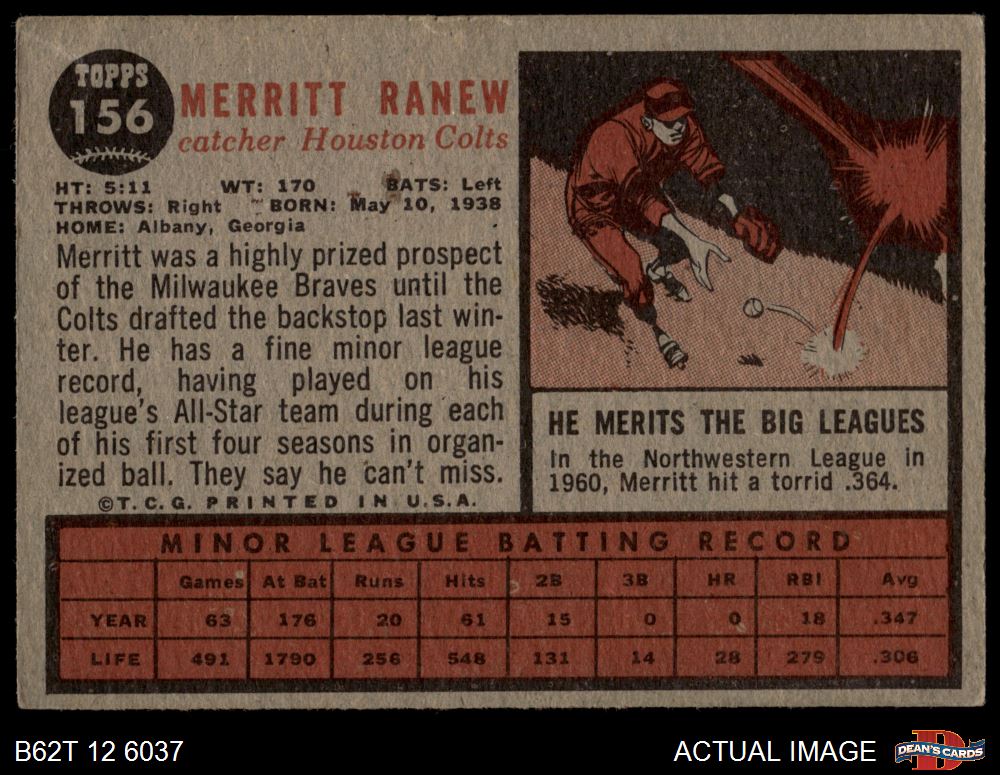 TOPPS
156
MERRITT RANEW
catcher Houston Colts
HT: 5:11 WT: 170 BATS: Left
THROWS: Right BORN: May 10, 1938
HOME: Albany, Georgia
Merritt was a highly prized prospect
of the Milwaukee Braves until the
Colts drafted the backstop last win-
ter. He has a fine minor league
record, having played on his
league's All-Star team during each
of his first four seasons in organ-
ized ball. They say he can't miss.
©T.C.G. PRINTED IN U.S.A.
HE MERITS THE BIG LEAGUES
In the Northwestern League in
1960, Merritt hit a torrid .364.
MINOR LEAGUE BATTING RECORD
Games At Bat Runs Hits 2B 3B HR RBI Avg
YEAR 63 176 20 61 15 0 0 18 .347
LIFE 491 1790 256 548 131 14 28 279 .306
B62T 12 6037
ACTUAL IMAGE
DEAN'S CARDS